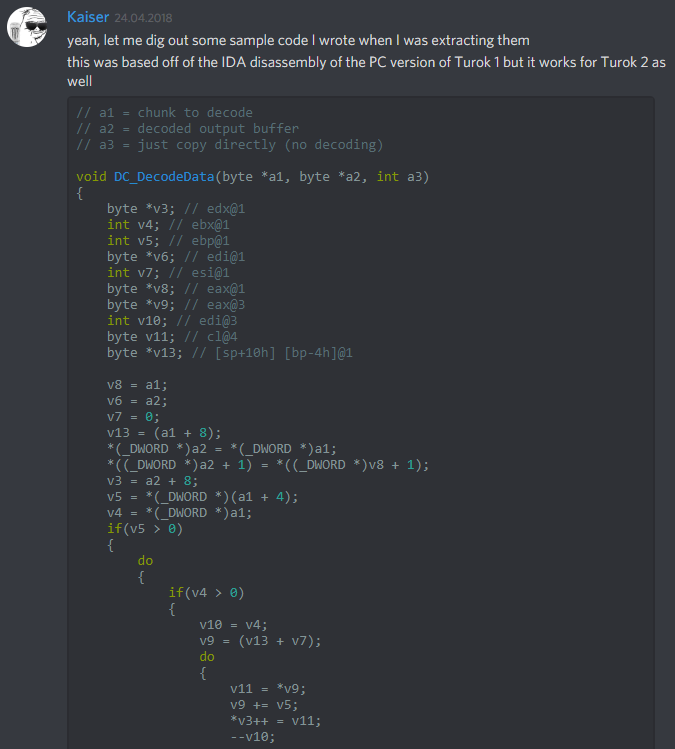 Kaiser 24.04.2018
yeah, let me dig out some sample code I wrote when I was extracting them
this was based off of the IDA disassembly of the PC version of Turok 1 but it works for Turok 2 as
well
// a1 = chunk to decode
// a2 = decoded output buffer
// a3 = just copy directly (no decoding)

void DC_DecodeData(byte *a1, byte *a2, int a3)
{
    byte *v3; // edx@1
    int v4; // ebx@1
    int v5; // ebp@1
    byte *v6; // edi@1
    int v7; // esi@1
    byte *v8; // eax@1
    byte *v9; // eax@3
    int v10; // edi@3
    byte v11; // cl@4
    byte *v13; // [sp+10h] [bp-4h]@1

    v8 = a1;
    v6 = a2;
    v7 = 0;
    v13 = (a1 + 8);
    *(_DWORD *)a2 = *(_DWORD *)a1;
    *((_DWORD *)a2 + 1) = *((_DWORD *)v8 + 1);
    v3 = a2 + 8;
    v5 = *(_DWORD *)(a1 + 4);
    v4 = *(_DWORD *)a1;
    if(v5 > 0)
    {
        do
        {
            if(v4 > 0)
            {
                v10 = v4;
                v9 = (v13 + v7);
                do
                {
                    v11 = *v9;
                    v9 += v5;
                    *v3++ = v11;
                    --v10;